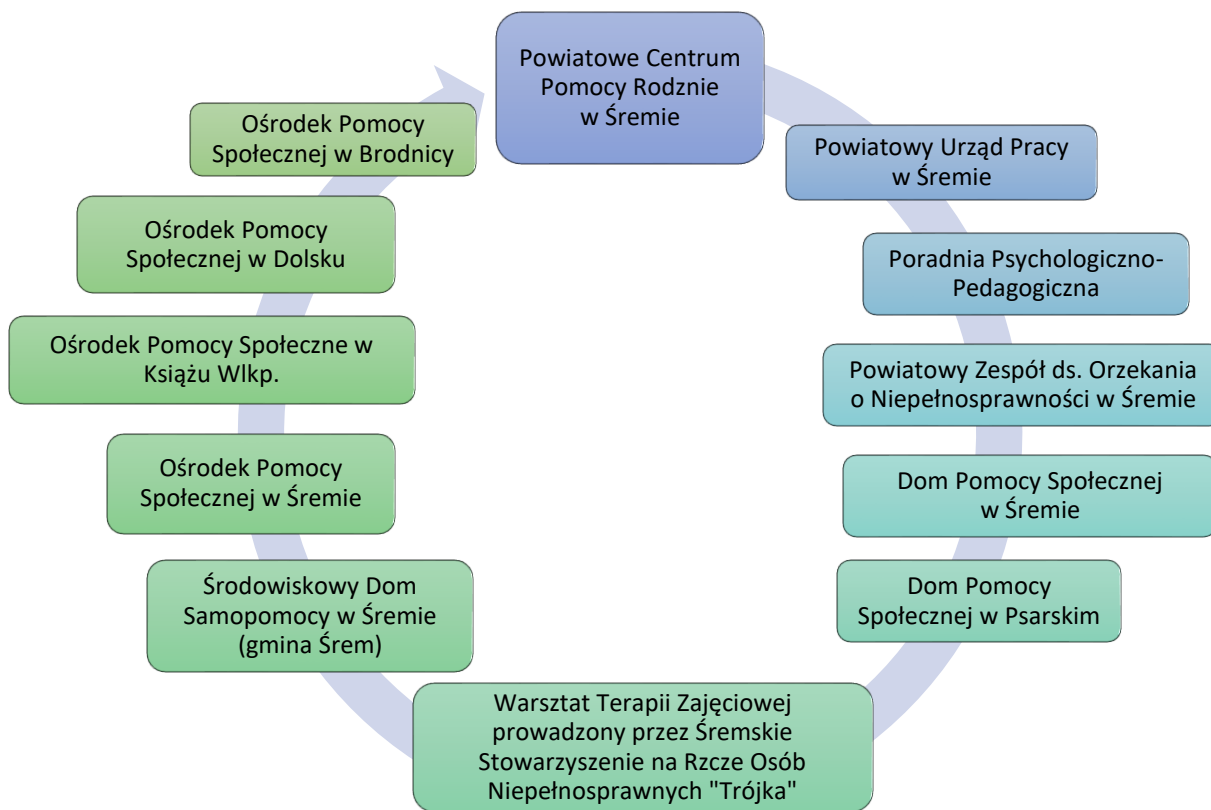 Powiatowe Centrum
Pomocy Rodznie
w Śremie
Powiatowy Urząd Pracy
w Śremie
Poradnia Psychologiczno-
Pedagogiczna
Powiatowy Zespół ds. Orzekania
o Niepełnosprawności w Śremie
Dom Pomocy Społecznej
w Śremie
Dom Pomocy
Społecznej w Psarskim
Warsztat Terapii Zajęciowej
prowadzony przez Śremskie
Stowarzyszenie na Rzcze Osób
Niepełnosprawnych "Trójka"
Środowiskowy Dom
Samopomocy w Śremie
(gmina Śrem)
Ośrodek Pomocy
Społecznej w Śremie
Ośrodek Pomocy Społeczne w
Książu Wlkp.
Ośrodek Pomocy
Społecznej w Dolsku
Ośrodek Pomocy
Społecznej w Brodnicy